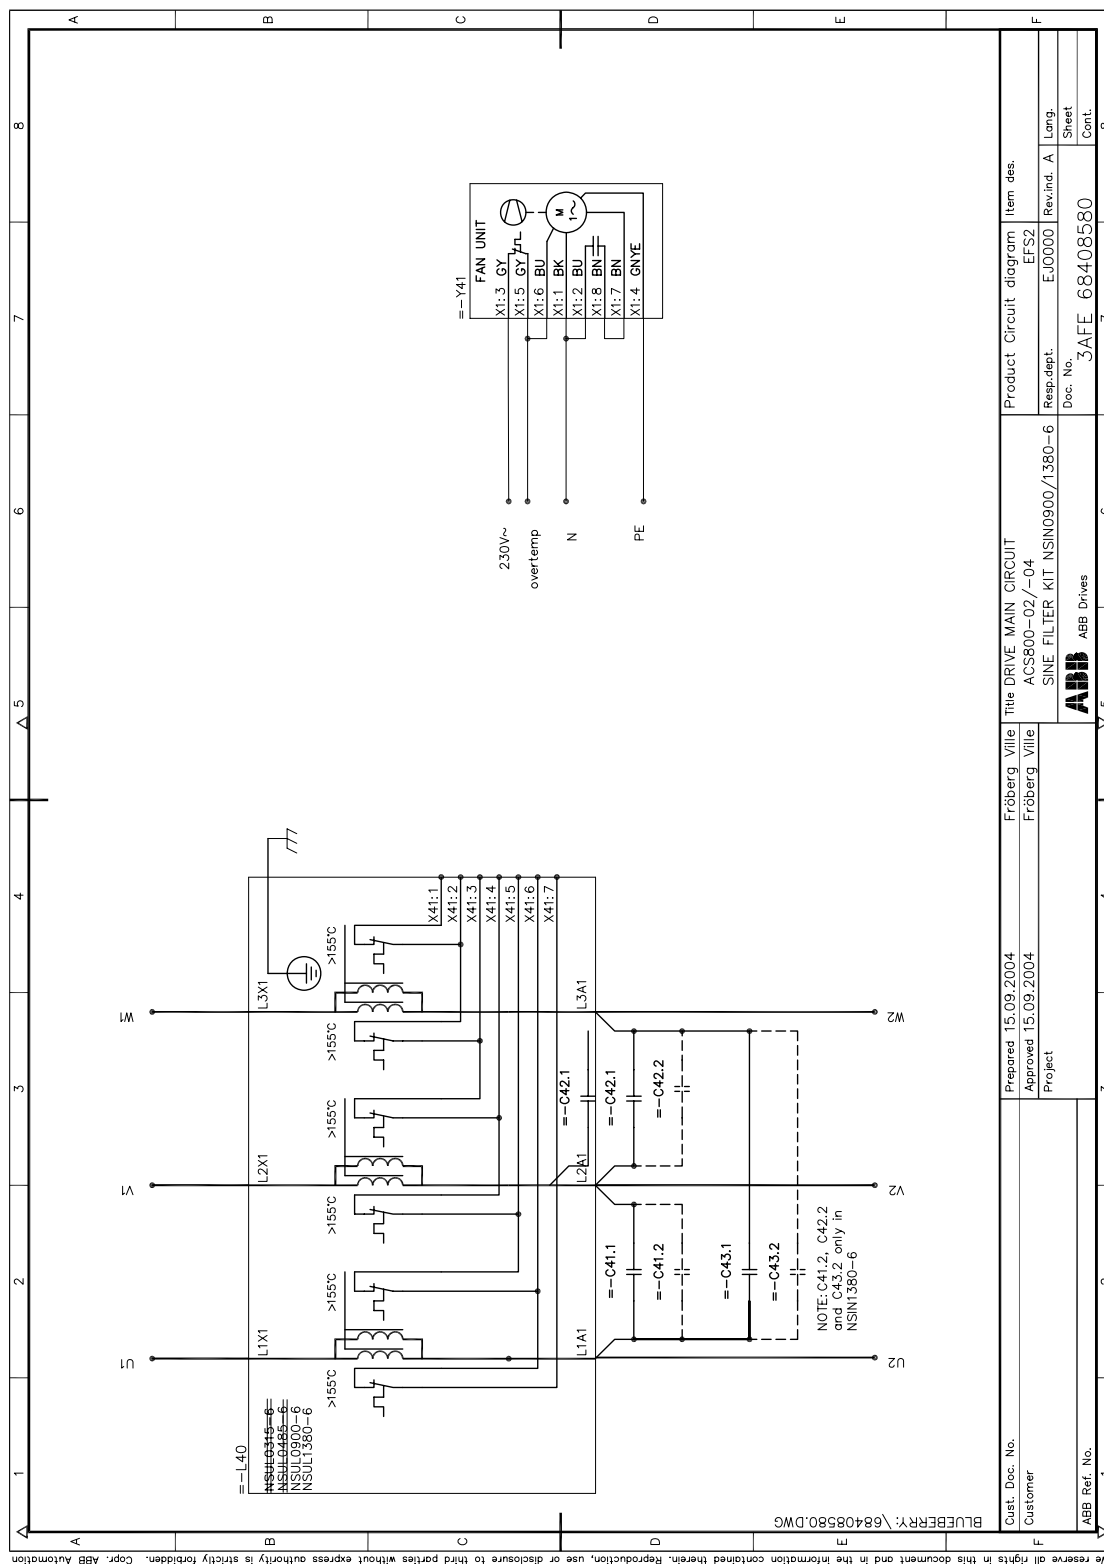 A
B
C
D
E
F
8
7
6
5
4
3
2
1
=-Y41
FAN UNIT
X1:3 GY
X1:5 GY
X1:6 BU
X1:1 BK
X1:2 BU
X1:8 BN
X1:7 BN
X1:4 GNYE
M
1~
230V~
overtemp
N
PE
=-L40
NSUL0315-6
NSUL0485-6
NSUL0900-6
NSUL1380-6
U1
V1
W1
L1X1
L2X1
L3X1
>155°C
>155°C
>155°C
>155°C
>155°C
>155°C
X41:1
X41:2
X41:3
X41:4
X41:5
X41:6
X41:7
L1A1
L2A1
L3A1
=-C42.1
=-C41.1
=-C42.1
=-C41.2
=-C42.2
=-C43.1
=-C43.2
NOTE: C41.2, C42.2
and C43.2 only in
NSIN1380-6
U2
V2
W2
BLUEBERRY:\68408580.DWG
Cust. Doc. No.
Customer
ABB Ref. No.
Prepared 15.09.2004 Fröberg Ville
Approved 15.09.2004 Fröberg Ville
Project
Title DRIVE MAIN CIRCUIT
ACS800-02/-04
SINE FILTER KIT NSIN0900/1380-6
ABB ABB Drives
Product Circuit diagram
EFS2
Item des.
Resp.dept. EJ0000
Rev.ind. A
Lang.
Doc. No.
3AFE 68408580
Sheet
Cont.
A
B
C
D
E
F
reserve all rights in this document and in the information contained therein. Reproduction, use or disclosure to third parties without express authority is strictly forbidden. Copr. ABB Automation